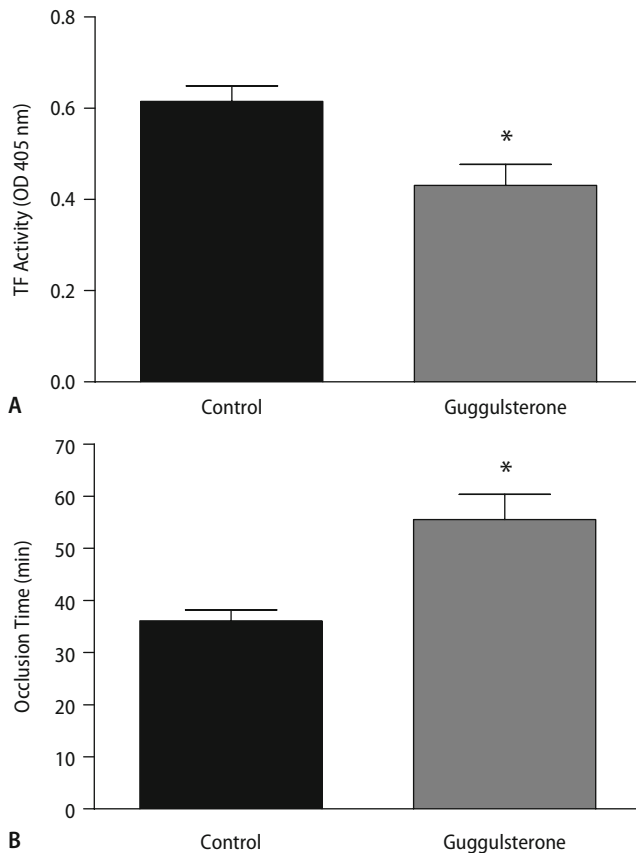 0.8
0.6
0.4
0.2
0.0
TF Activity (OD 405 nm)
*
Control Guggulsterone
A
70
60
50
40
30
20
10
0
Occlusion Time (min)
*
Control Guggulsterone
B